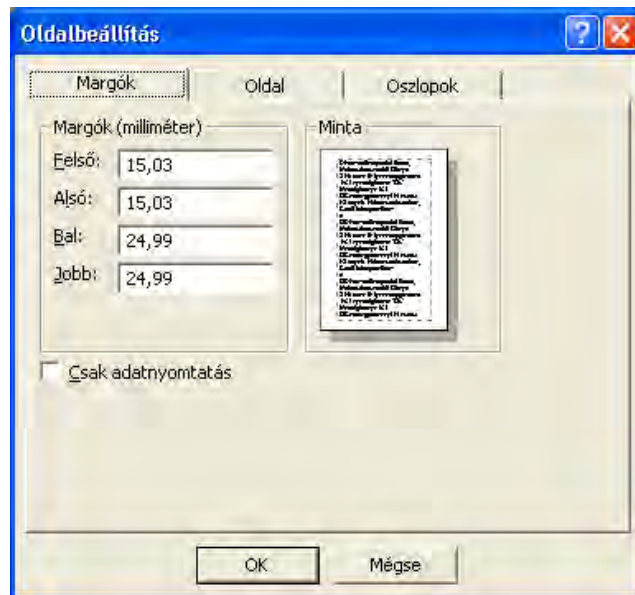 Oldalbeállítás
Margók Oldal Oszlopok
Margók (milliméter) Minta
Felső: 15,03
Alsó: 15,03
Bal: 24,99
Jobb: 24,99
Csak adatnyomtatás
OK Mégse